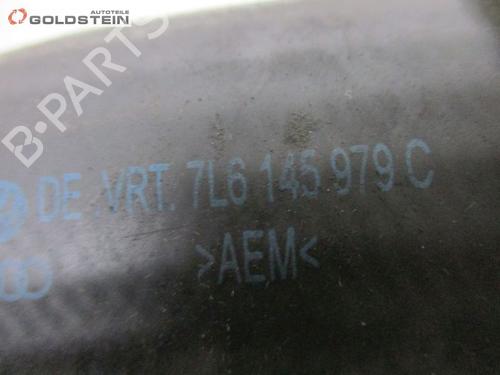 AUTOTEILE
GOLDSTEIN
B-PARTS
DE .VRT. 7L6 145 979 C
>AEM<